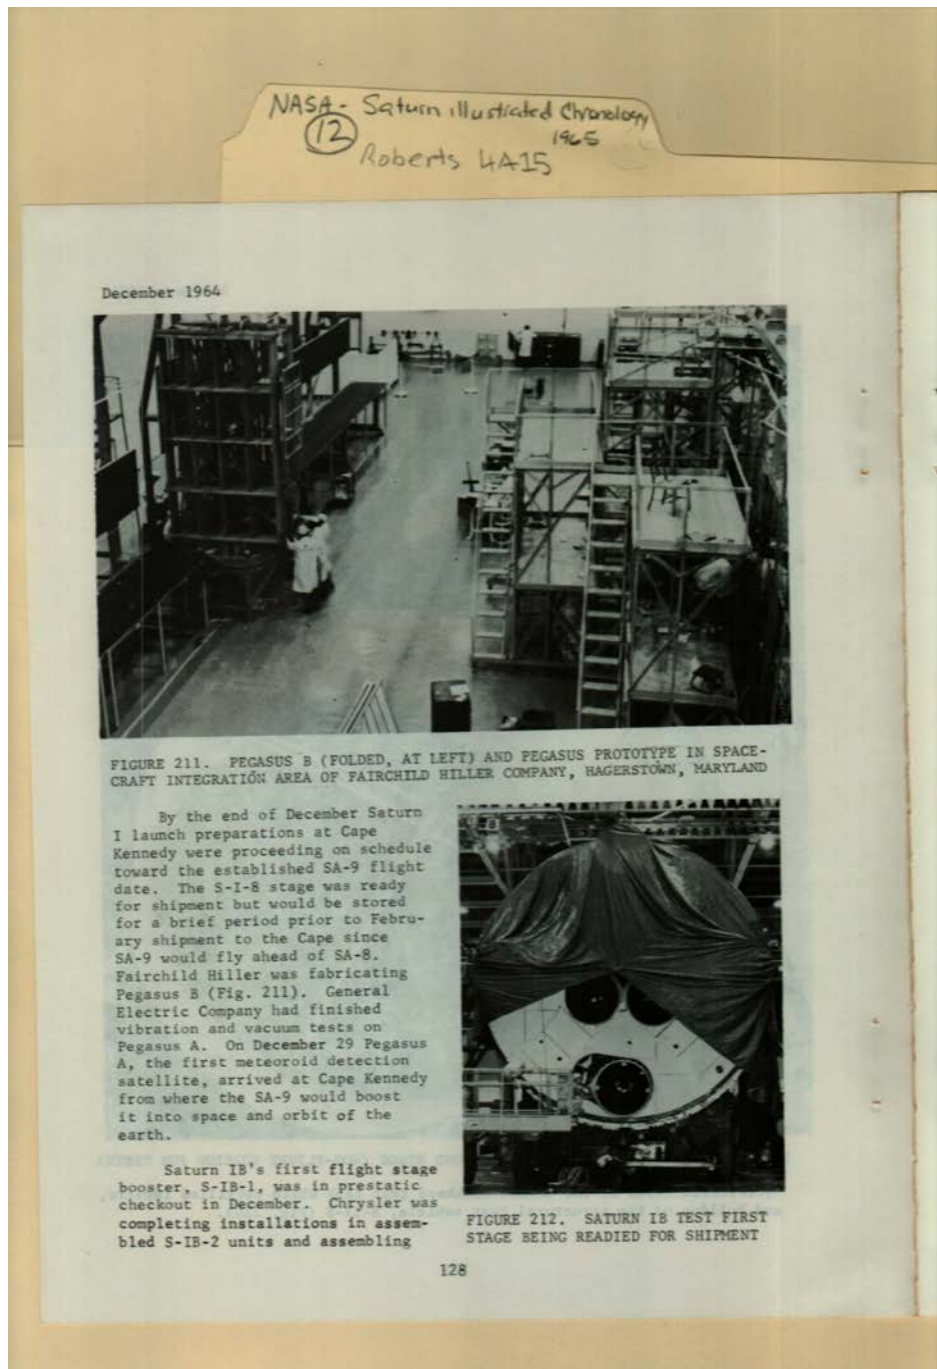 NASA - Saturn illustrated Chronology
12
1965
Roberts 4A15
December 1964
FIGURE 211. PEGASUS B (FOLDED, AT LEFT) AND PEGASUS PROTOTYPE IN SPACE-
CRAFT INTEGRATION AREA OF FAIRCHILD HILLER COMPANY, HAGERSTOWN, MARYLAND
By the end of December Saturn
I launch preparations at Cape
Kennedy were proceeding on schedule
toward the established SA-9 flight
date. The S-I-8 stage was ready
for shipment but would be stored
for a brief period prior to Febru-
ary shipment to the Cape since
SA-9 would fly ahead of SA-8.
Fairchild Hiller was fabricating
Pegasus B (Fig. 211). General
Electric Company had finished
vibration and vacuum tests on
Pegasus A. On December 29 Pegasus
A, the first meteoroid detection
satellite, arrived at Cape Kennedy
from where the SA-9 would boost
it into space and orbit of the
earth.
Saturn IB's first flight stage
booster, S-IB-1, was in prestatic
checkout in December. Chrysler was
completing installations in assem-
bled S-IB-2 units and assembling
FIGURE 212. SATURN IB TEST FIRST
STAGE BEING READIED FOR SHIPMENT
128